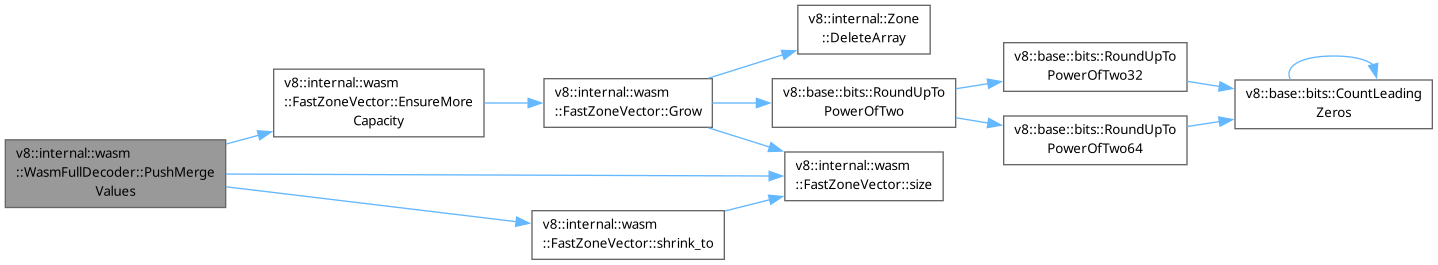 v8::internal::wasm
::WasmFullDecoder::PushMerge
Values
v8::internal::wasm
::FastZoneVector::EnsureMore
Capacity
v8::internal::wasm
::FastZoneVector::Grow
v8::internal::Zone
::DeleteArray
v8::base::bits::RoundUpTo
PowerOfTwo
v8::internal::wasm
::FastZoneVector::size
v8::internal::wasm
::FastZoneVector::shrink_to
v8::base::bits::RoundUpTo
PowerOfTwo32
v8::base::bits::RoundUpTo
PowerOfTwo64
v8::base::bits::CountLeading
Zeros